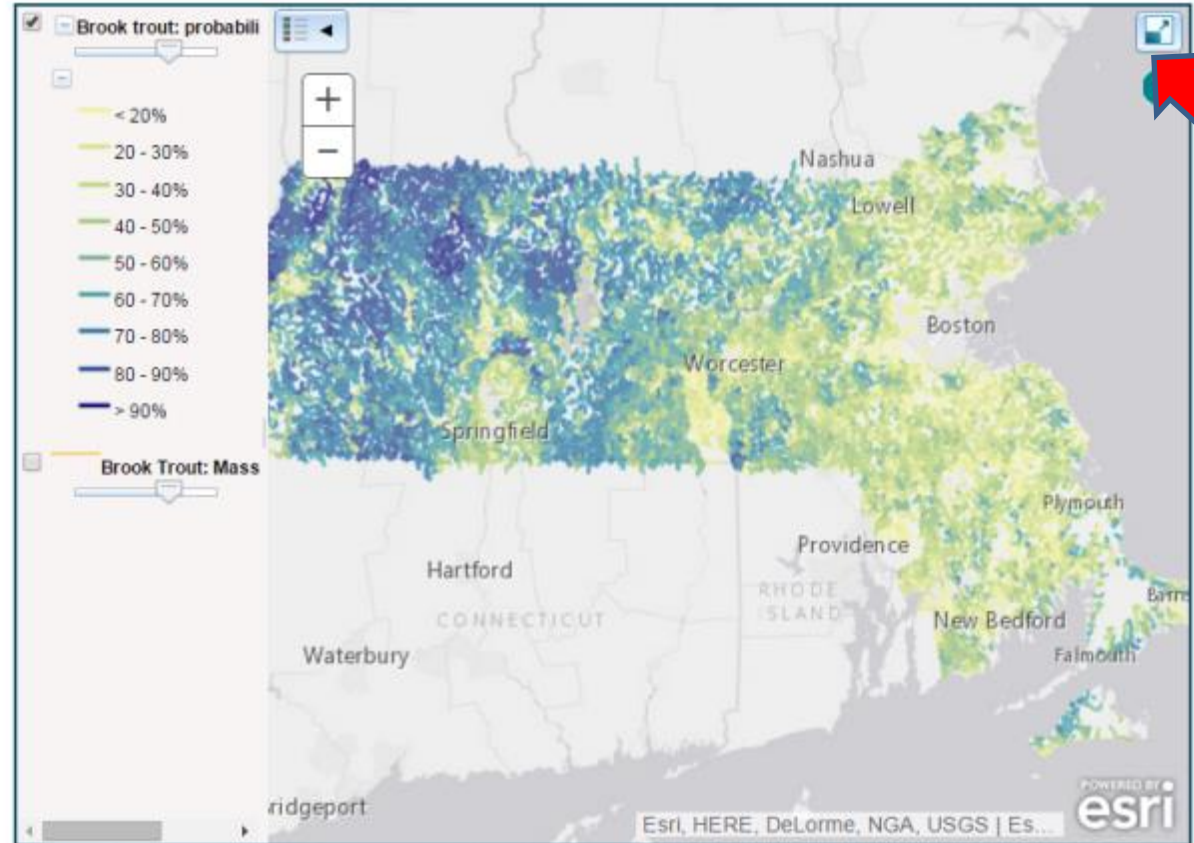 Brook trout: probabili
< 20%
20 - 30%
30 - 40%
40 - 50%
50 - 60%
60 - 70%
70 - 80%
80 - 90%
> 90%
Brook Trout: Mass
+
−
Nashua
Lowell
Boston
Worcester
Springfield
Plymouth
Providence
Hartford
RHODE
ISLAND
CONNECTICUT
New Bedford
Barns
Waterbury
Falmouth
ridgeport
Esri, HERE, DeLorme, NGA, USGS | Es...
POWERED BY
esri